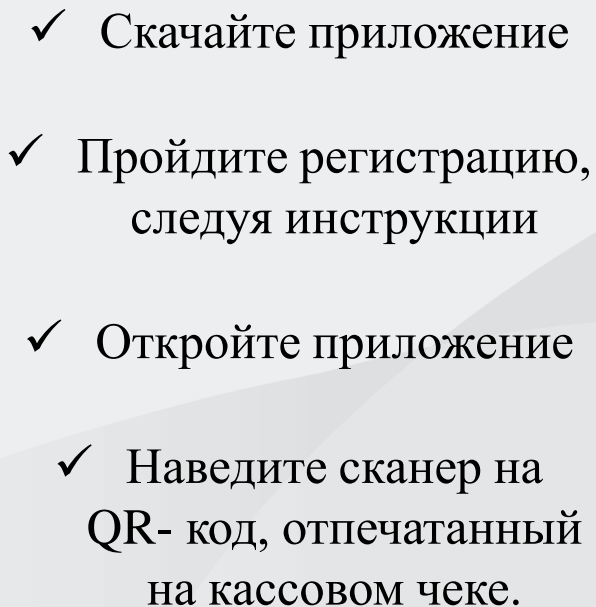 ✓ Скачайте приложение
✓ Пройдите регистрацию,
следуя инструкции
✓ Откройте приложение
✓ Наведите сканер на
QR- код, отпечатанный
на кассовом чеке.